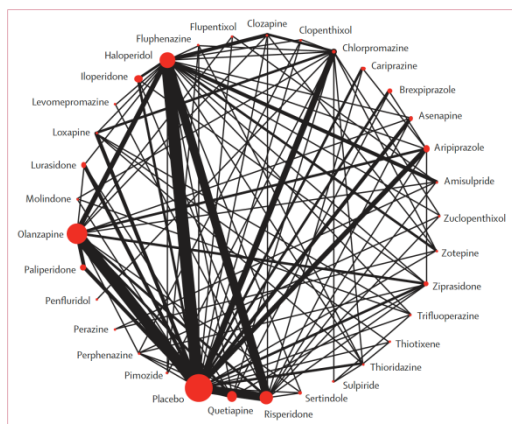 Clozapine
Flupentixol
Clopenthixol
Fluphenazine
Chlorpromazine
Haloperidol
Cariprazine
Iloperidone
Brexpiprazole
Levomepromazine
Asenapine
Loxapine
Aripiprazole
Lurasidone
Amisulpride
Molindone
Zuclopenthixol
Olanzapine
Zotepine
Paliperidone
Ziprasidone
Penfluridol
Trifluoperazine
Perazine
Thiotixene
Perphenazine
Thioridazine
Pimozide
Sulpiride
Placebo
Sertindole
Quetiapine
Risperidone